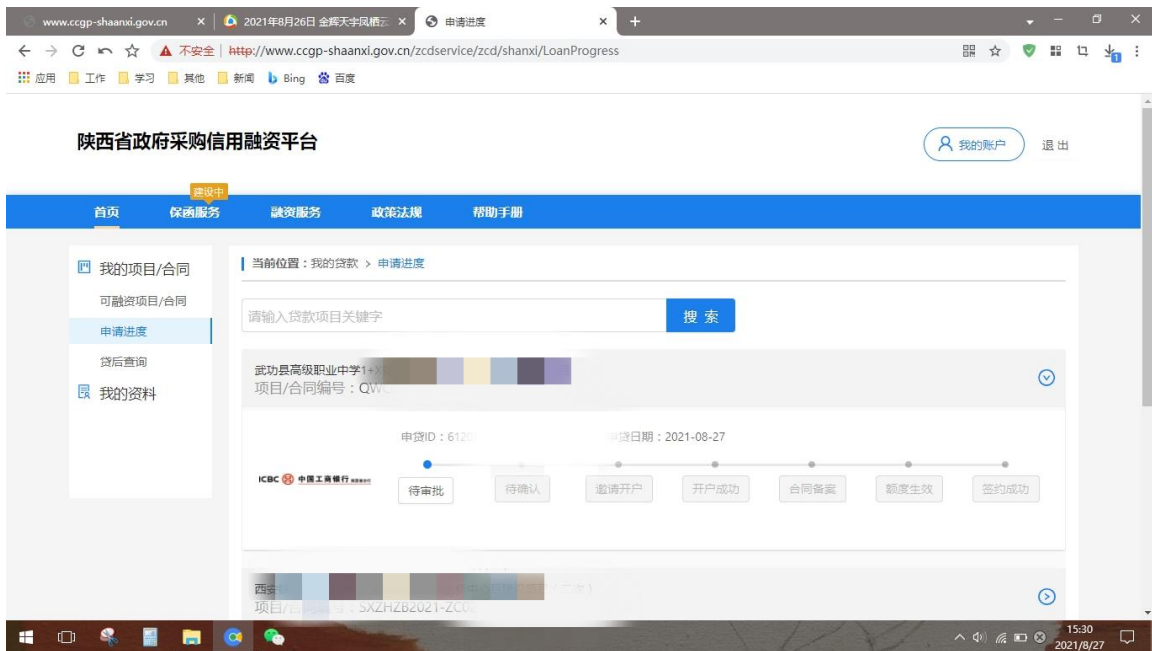 www.ccgp-shaanxi.gov.cn
2021年8月26日 金辉天宇凤栖云
申请进度
不安全 http://www.ccgp-shaanxi.gov.cn/zcdservice/zcd/shanxi/LoanProgress
应用 工作 学习 其他 新闻 Bing 百度
陕西省政府采购信用融资平台
我的账户 退出
建设中
首页 保函服务 融资服务 政策法规 帮助手册
我的项目/合同
可融资项目/合同
申请进度
贷后查询
我的资料
当前位置：我的贷款 > 申请进度
请输入贷款项目关键字 搜索
武功县高级职业中学1+
项目/合同编号：QW
申贷ID：612 申贷日期：2021-08-27
ICBC 中国工商银行
待审批 待确认 邀请开户 开户成功 合同备案 额度生效 签约成功
西安
项目/ 号：SXZHZB2021-ZC0
15:30
2021/8/27